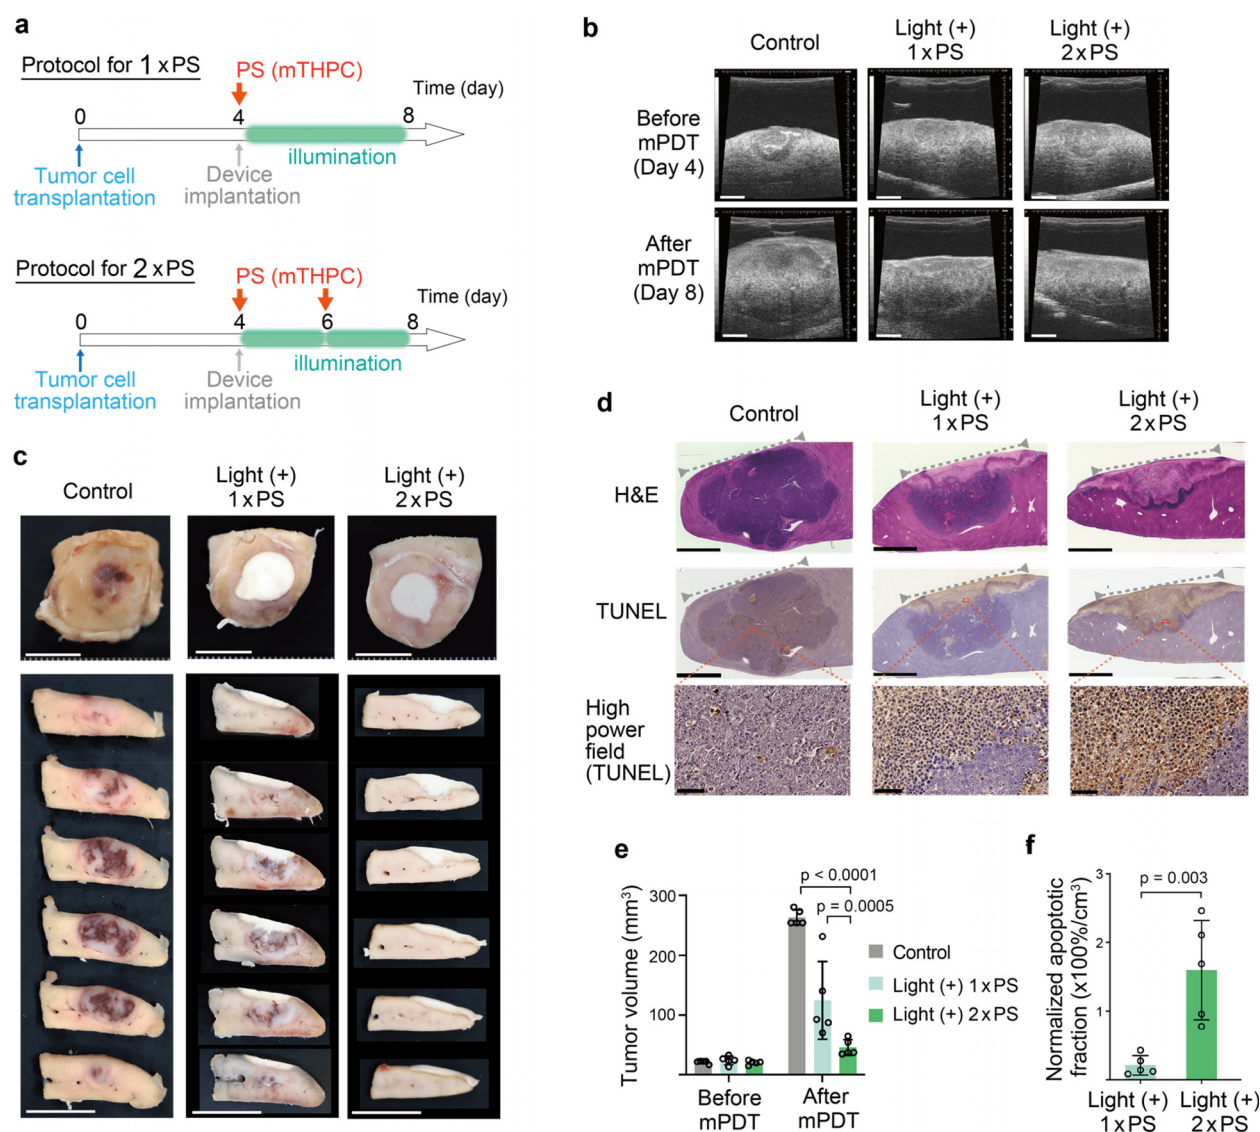 a
Protocol for 1 x PS
PS (mTHPC)
Time (day)
0
4
8
illumination
Tumor cell
transplantation
Device
implantation
Protocol for 2 x PS
PS (mTHPC)
Time (day)
0
4
6
8
illumination
Tumor cell
transplantation
Device
implantation
b
Control
Light (+)
1 x PS
Light (+)
2 x PS
Before
mPDT
(Day 4)
After
mPDT
(Day 8)
c
Control
Light (+)
1 x PS
Light (+)
2 x PS
d
Control
Light (+)
1 x PS
Light (+)
2 x PS
H&E
TUNEL
High
power
field
(TUNEL)
e
Tumor volume (mm³)
300
200
100
p < 0.0001
p = 0.0005
Control
Light (+) 1 x PS
Light (+) 2 x PS
Before
mPDT
After
mPDT
f
Normalized apoptotic
fraction (x100%/cm³)
3
2
1
p = 0.003
Light (+)
1 x PS
Light (+)
2 x PS